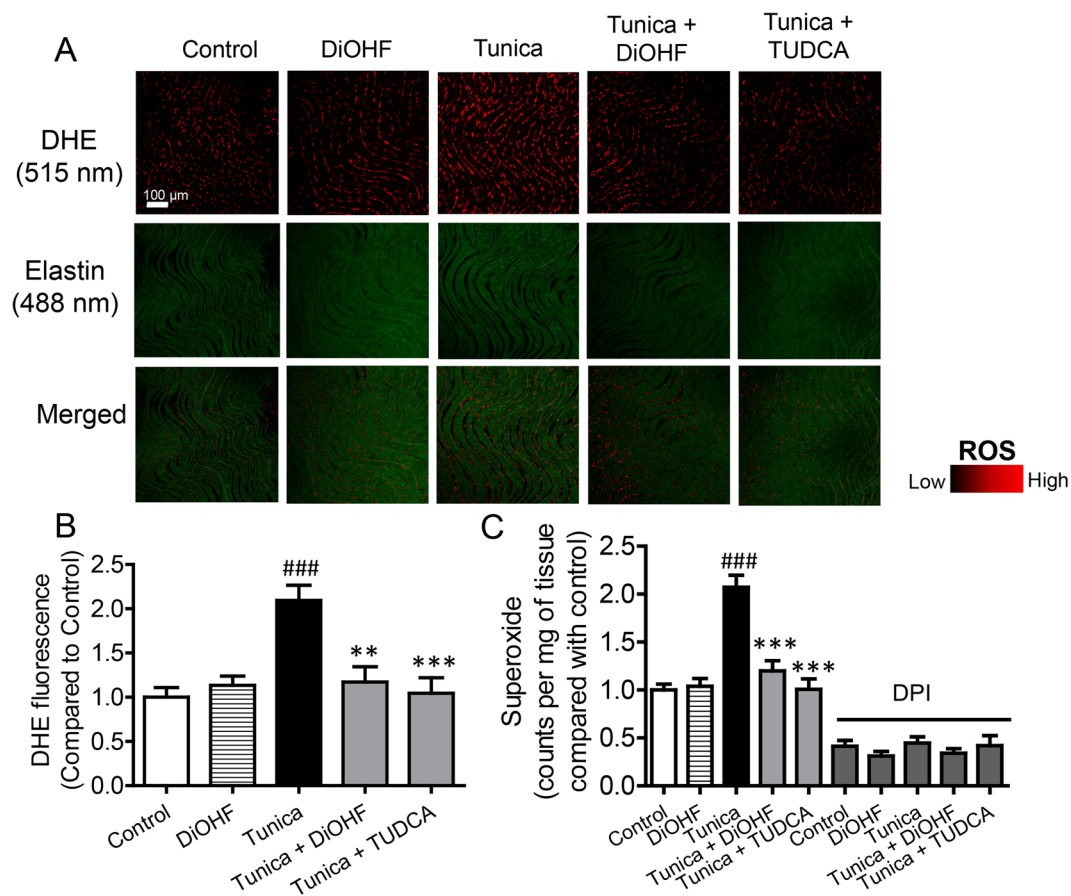 A
Control
DiOHF
Tunica
Tunica +
DiOHF
Tunica +
TUDCA
DHE
(515 nm)
100 µm
Elastin
(488 nm)
Merged
ROS
Low
High
B
DHE fluorescence
(Compared to Control)
2.5
2.0
1.5
1.0
0.5
0.0
###
**
***
Control
DiOHF
Tunica
Tunica + DiOHF
Tunica + TUDCA
C
Superoxide
(counts per mg of tissue
compared with control)
2.5
2.0
1.5
1.0
0.5
0.0
###
***
***
DPI
Control
DiOHF
Tunica
Tunica + DiOHF
Tunica + TUDCA
Control
DiOHF
Tunica
Tunica + DiOHF
Tunica + TUDCA